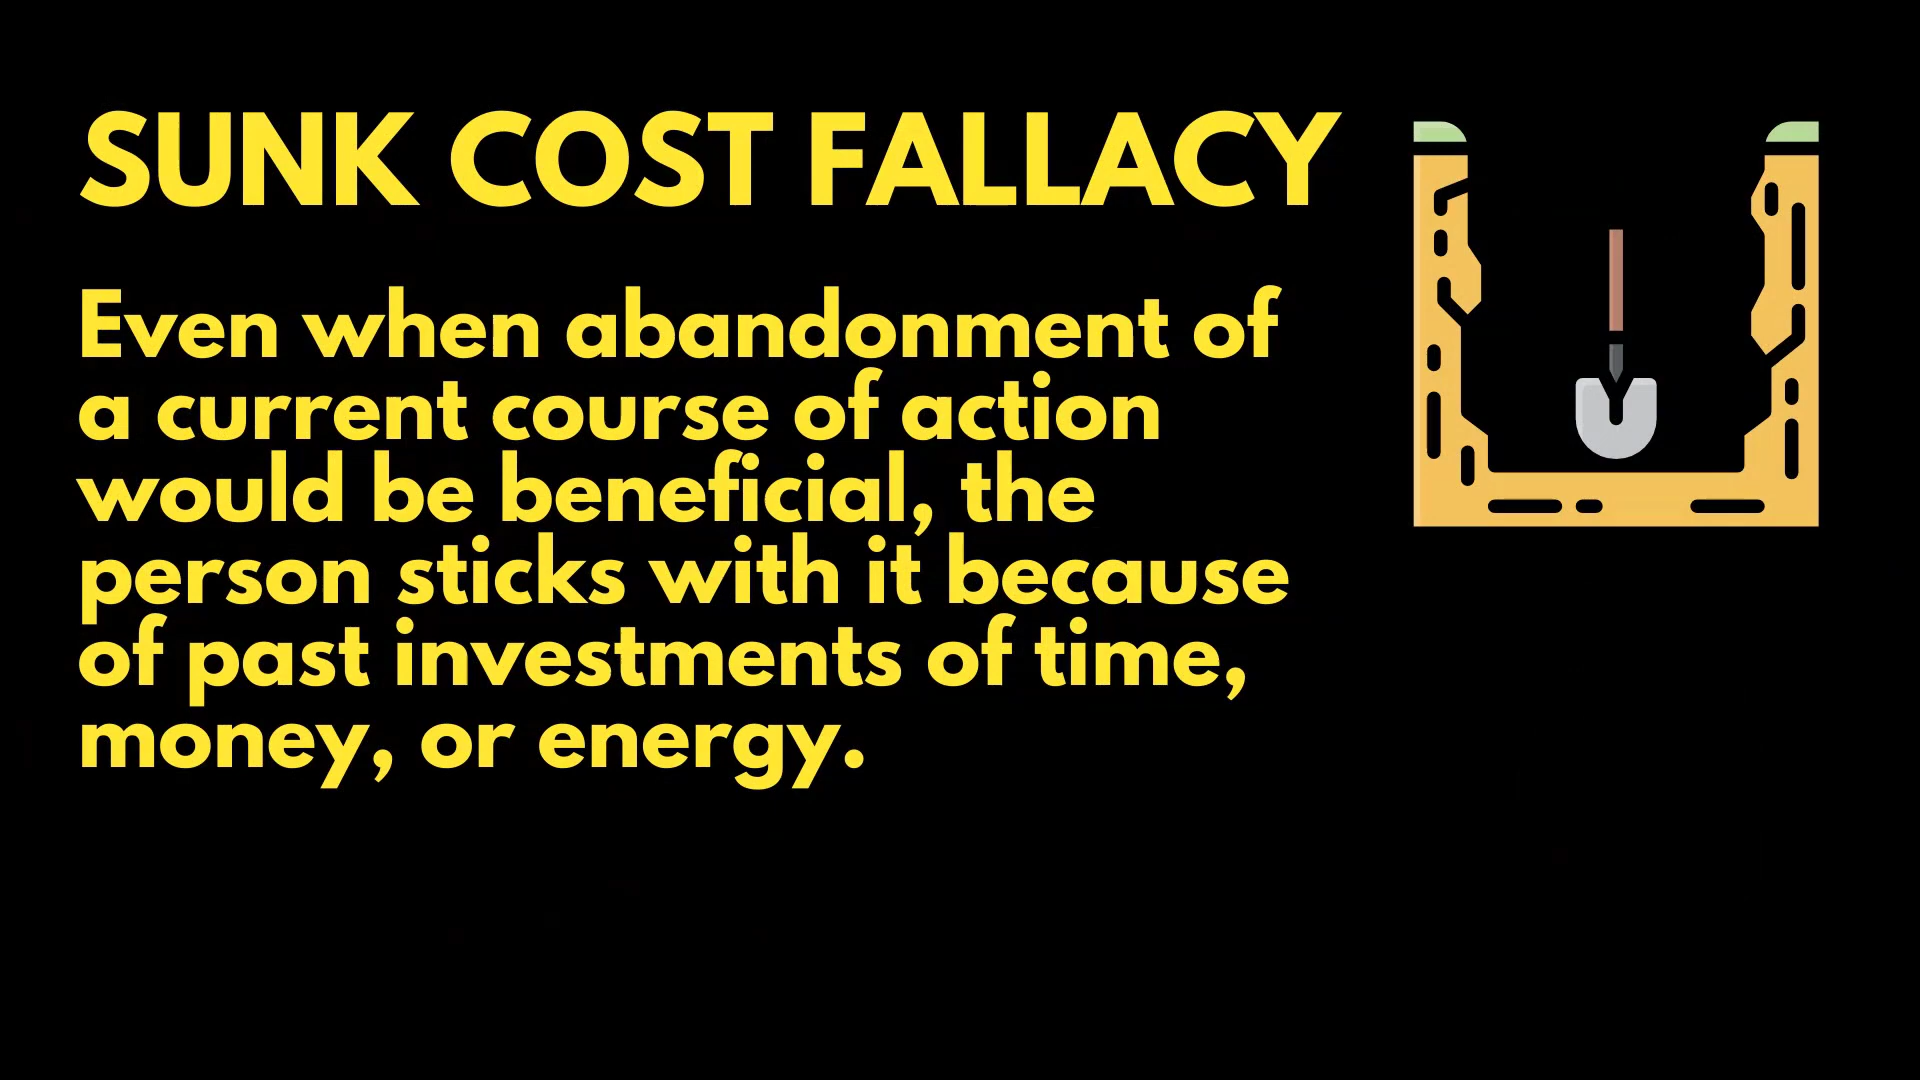 SUNK COST FALLACY
Even when abandonment of
a current course of action
would be beneficial, the
person sticks with it because
of past investments of time,
money, or energy.